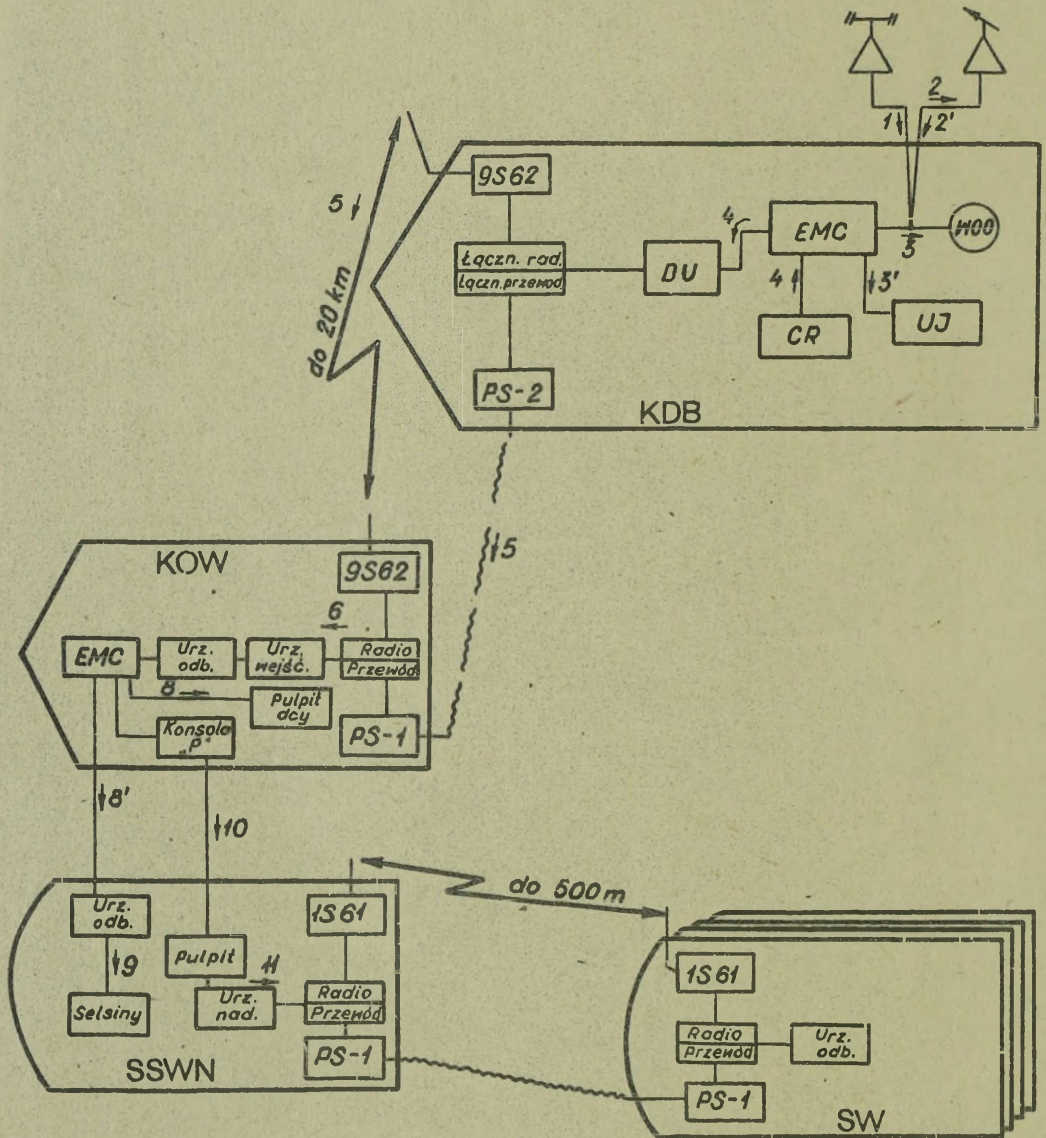 2
1
2'
9S62
5
4
EMC
3
WOO
Łączn. rad.
Łączn. przewod.
DU
4
3'
CR
UJ
do 20 km
PS-2
KDB
5
KOW
9S62
6
EMC
Urz.
odb.
Urz.
wejść.
Radio
Przewód
8
Pulpit
dcy
Konsola
„P"
PS-1
8'
10
do 500 m
Urz.
odb.
1S61
9
Pulpit
11
Selsiny
Urz.
nad.
Radio
Przewód
PS-1
SSWN
1S61
Radio
Przewód
Urz.
odb.
PS-1
SW